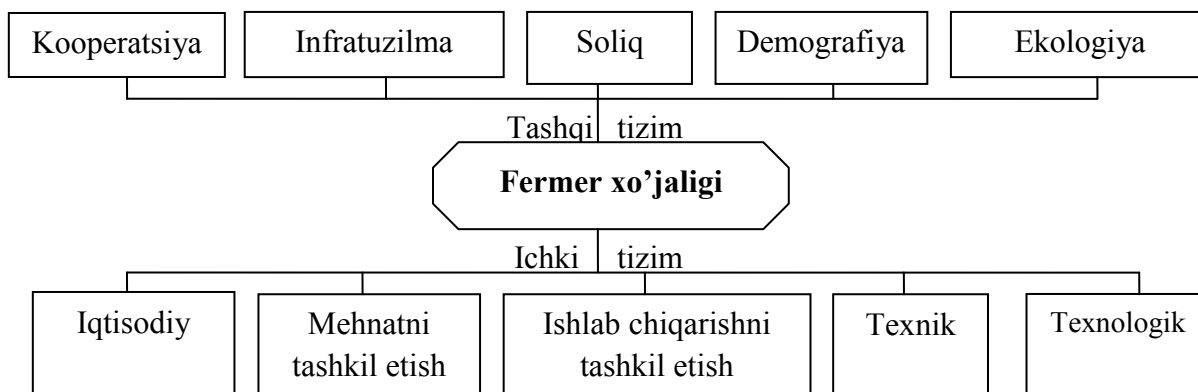 Kooperatsiya
Infratuzilma
Soliq
Demografiya
Ekologiya
Tashqi tizim
Fermer xo’jaligi
Ichki tizim
Iqtisodiy
Mehnatni
tashkil etish
Ishlab chiqarishni
tashkil etish
Texnik
Texnologik